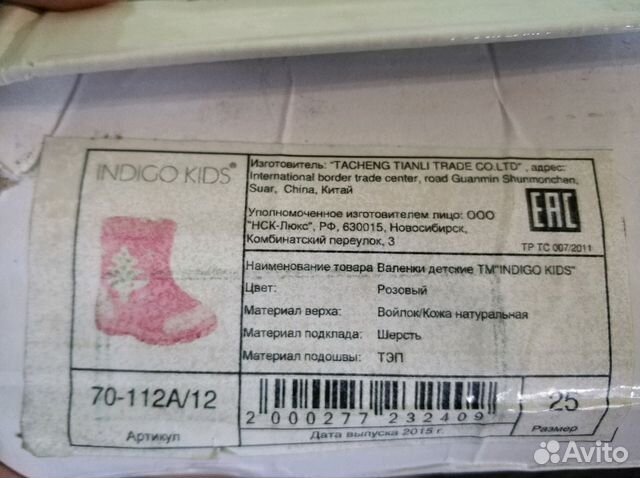 INDIGO KIDS®
Изготовитель: "TACHENG TIANLI TRADE CO.LTD" , адрес:
International border trade center, road Guanmin Shunmonchen,
Suar, China, Китай
Уполномоченное изготовителем лицо: ООО
"НСК-Люкс", РФ, 630015, Новосибирск,
Комбинатский переулок, 3
EAC
ТР ТС 007/2011
Наименование товара Валенки детские ТМ"INDIGO KIDS"
Цвет: Розовый
Материал верха: Войлок/Кожа натуральная
Материал подклада: Шерсть
Материал подошвы: ТЭП
70-112A/12
Артикул
2 000277 232409
Дата выпуска 2015 г.
25
Размер
Avito